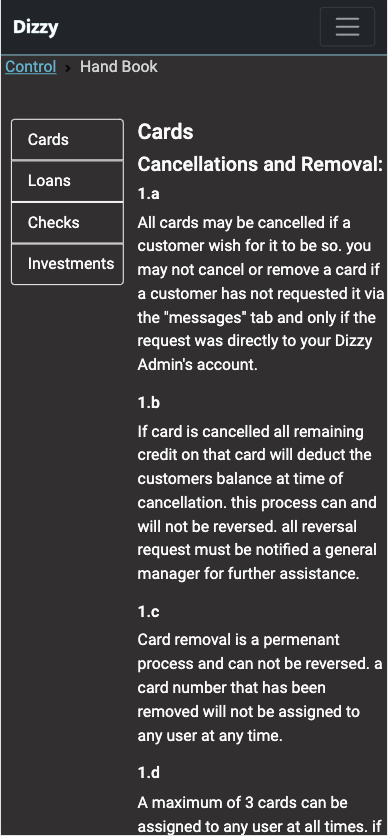 Dizzy
Control › Hand Book
Cards
Loans
Checks
Investments
Cards
Cancellations and Removal:
1.a
All cards may be cancelled if a
customer wish for it to be so. you
may not cancel or remove a card if
a customer has not requested it via
the "messages" tab and only if the
request was directly to your Dizzy
Admin's account.
1.b
If card is cancelled all remaining
credit on that card will deduct the
customers balance at time of
cancellation. this process can and
will not be reversed. all reversal
request must be notified a general
manager for further assistance.
1.c
Card removal is a permenant
process and can not be reversed. a
card number that has been
removed will not be assigned to
any user at any time.
1.d
A maximum of 3 cards can be
assigned to any user at all times. if